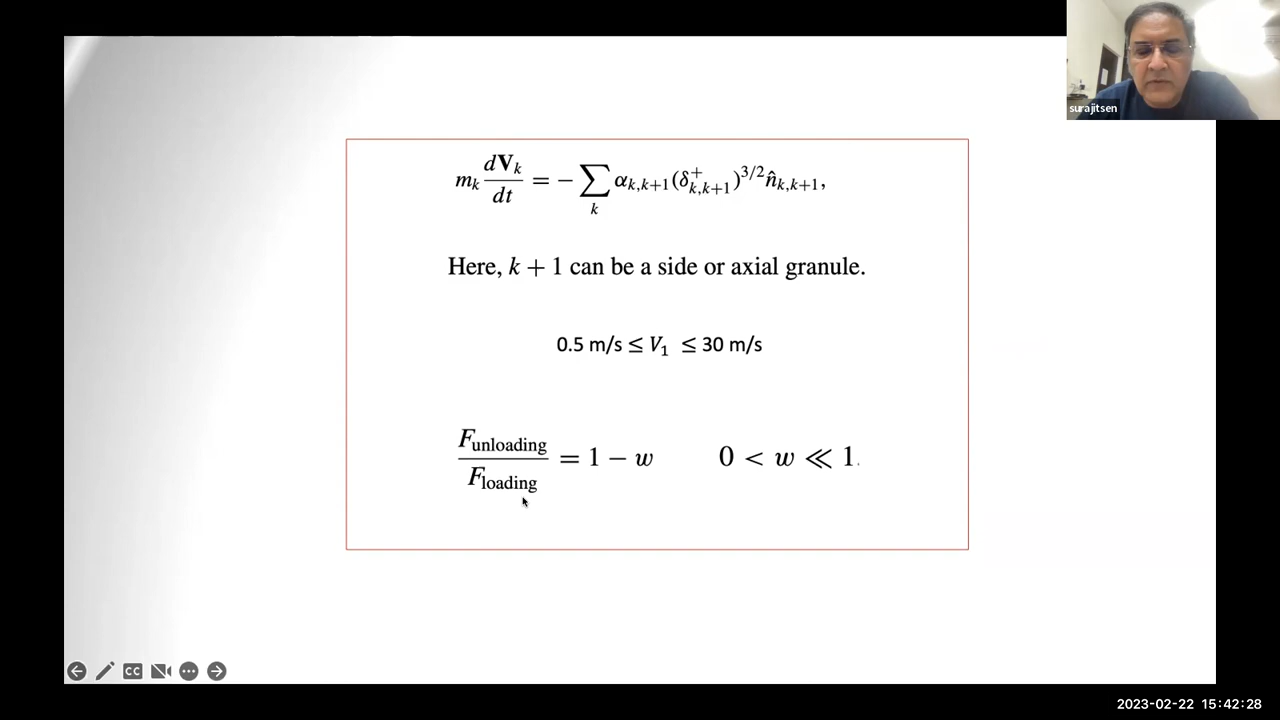 surajitsen
m_k dV_k/dt = − ∑_k α_{k,k+1}(δ^+_{k,k+1})^{3/2} n̂_{k,k+1},
Here, k + 1 can be a side or axial granule.
0.5 m/s ≤ V_1 ≤ 30 m/s
F_unloading / F_loading = 1 − w 0 < w ≪ 1.
CC
2023-02-22 15:42:28